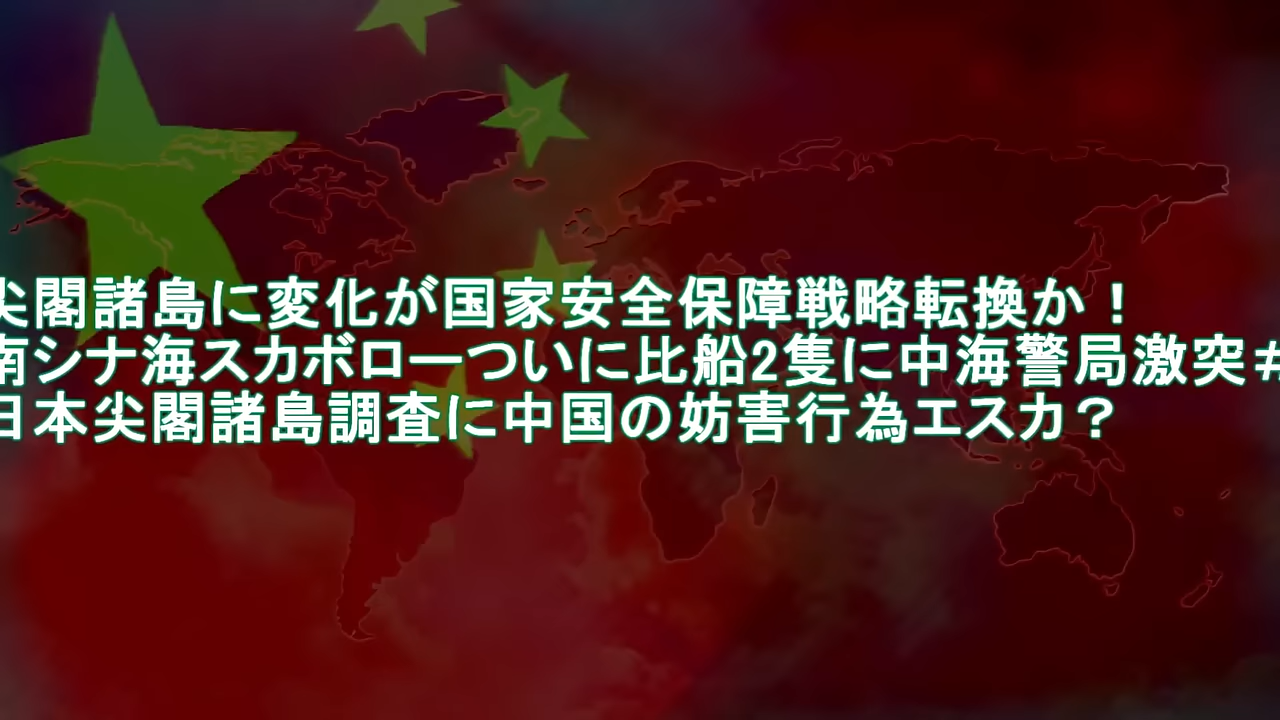 尖閣諸島に変化が国家安全保障戦略転換か！
南シナ海スカボローついに比船2隻に中海警局激突#
日本尖閣諸島調査に中国の妨害行為エスカ？